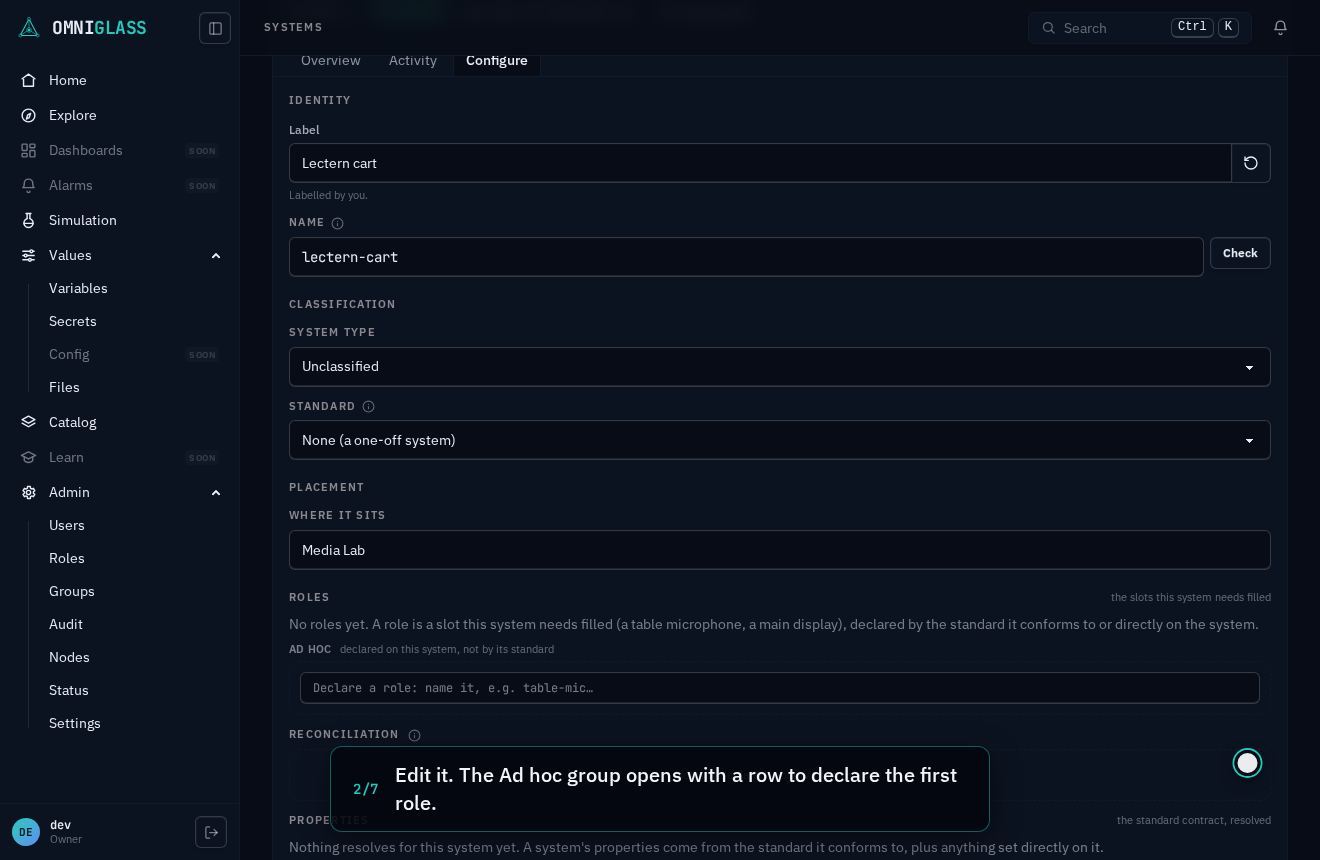 OMNIGLASS
SYSTEMS
Search
Ctrl K
Home
Explore
Dashboards SOON
Alarms SOON
Simulation
Values
Variables
Secrets
Config SOON
Files
Catalog
Learn SOON
Admin
Users
Roles
Groups
Audit
Nodes
Status
Settings
DE
dev
Owner
Overview Activity Configure
IDENTITY
Label
Lectern cart
Labelled by you.
NAME
lectern-cart
Check
CLASSIFICATION
SYSTEM TYPE
Unclassified
STANDARD
None (a one-off system)
PLACEMENT
WHERE IT SITS
Media Lab
ROLES the slots this system needs filled
No roles yet. A role is a slot this system needs filled (a table microphone, a main display), declared by the standard it conforms to or directly on the system.
AD HOC declared on this system, not by its standard
Declare a role: name it, e.g. table-mic…
RECONCILIATION
2/7 Edit it. The Ad hoc group opens with a row to declare the first
role.
PROPERTIES the standard contract, resolved
Nothing resolves for this system yet. A system's properties come from the standard it conforms to, plus anything set directly on it.